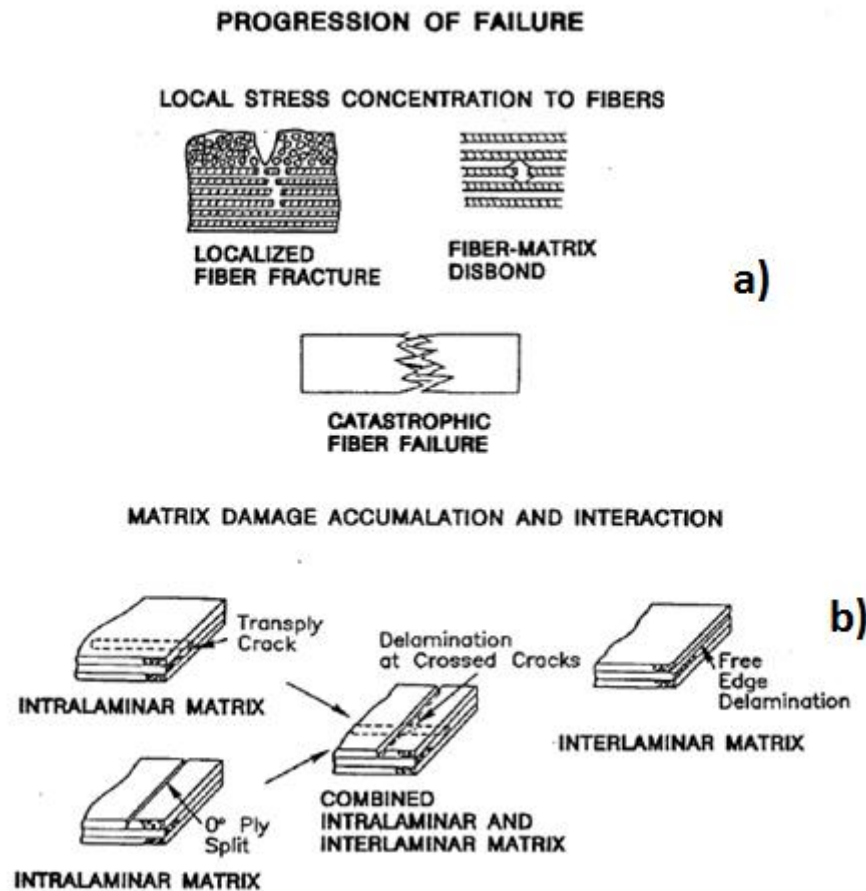 PROGRESSION OF FAILURE
LOCAL STRESS CONCENTRATION TO FIBERS
LOCALIZED
FIBER FRACTURE
FIBER-MATRIX
DISBOND
a)
CATASTROPHIC
FIBER FAILURE
MATRIX DAMAGE ACCUMALATION AND INTERACTION
Transply
Crack
INTRALAMINAR MATRIX
Delamination
at Crossed Cracks
b)
Free
Edge
Delamination
INTERLAMINAR MATRIX
0° Ply
Split
INTRALAMINAR MATRIX
COMBINED
INTRALAMINAR AND
INTERLAMINAR MATRIX